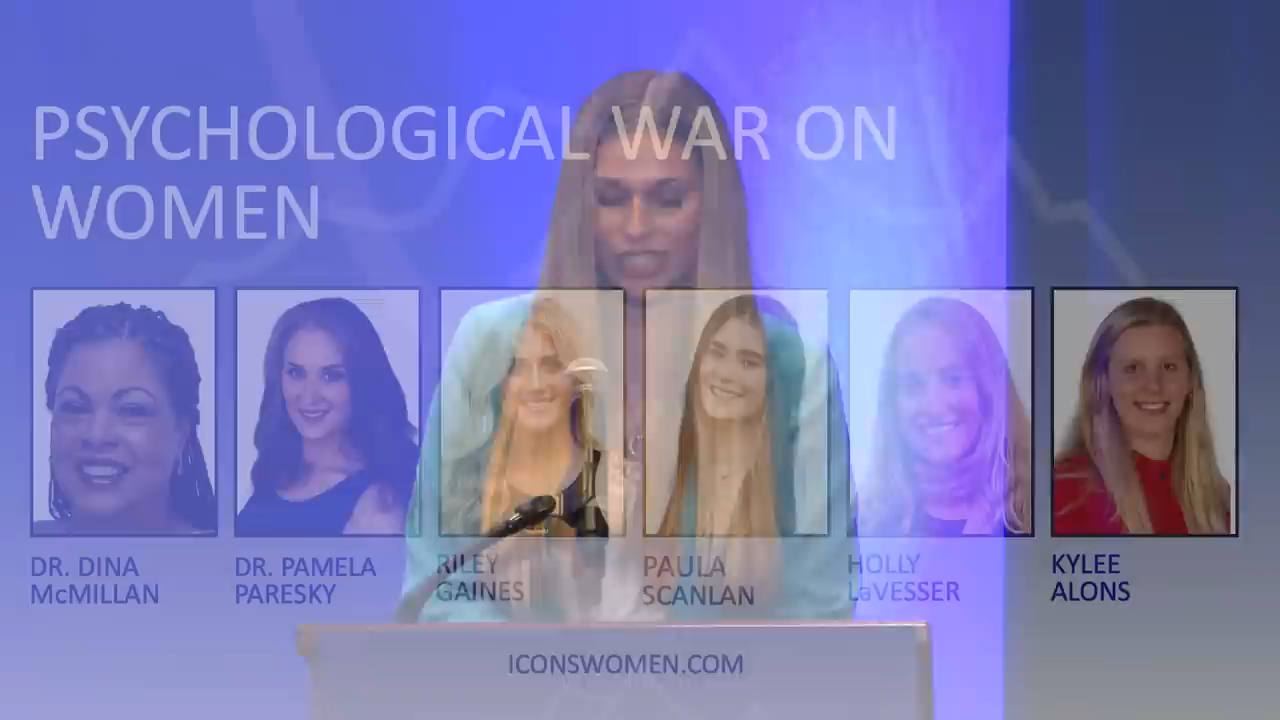 PSYCHOLOGICAL WAR ON
WOMEN
DR. DINA
McMILLAN
DR. PAMELA
PARESKY
RILEY
GAINES
PAULA
SCANLAN
HOLLY
LaVESSER
KYLEE
ALONS
ICONSWOMEN.COM